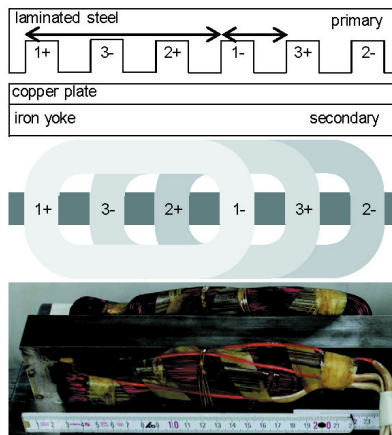 laminated steel primary
1+ 3- 2+ 1- 3+ 2-
copper plate
iron yoke secondary
1+ 3- 2+ 1- 3+ 2-